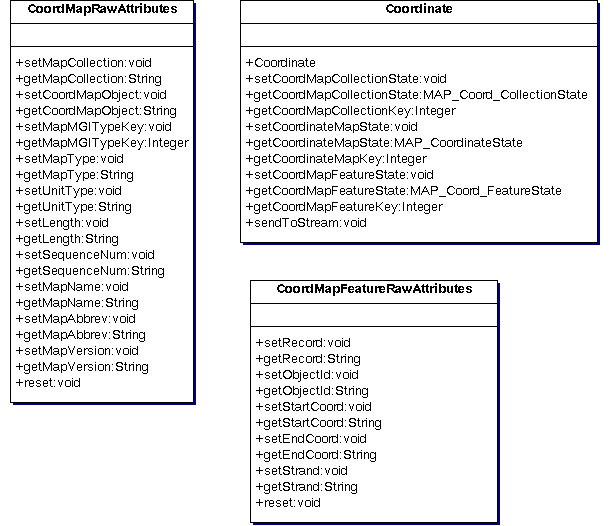 CoordMapRawAttributes
+setMapCollection:void
+getMapCollection:String
+setCoordMapObject:void
+getCoordMapObject:String
+setMapMGITypeKey:void
+getMapMGITypeKey:Integer
+setMapType:void
+getMapType:String
+setUnitType:void
+getUnitType:String
+setLength:void
+getLength:String
+setSequenceNum:void
+getSequenceNum:String
+setMapName:void
+getMapName:String
+setMapAbbrev:void
+getMapAbbrev:String
+setMapVersion:void
+getMapVersion:String
+reset:void
Coordinate
+Coordinate
+setCoordMapCollectionState:void
+getCoordMapCollectionState:MAP_Coord_CollectionState
+getCoordMapCollectionKey:Integer
+setCoordinateMapState:void
+getCoordinateMapState:MAP_CoordinateState
+getCoordinateMapKey:Integer
+setCoordMapFeatureState:void
+getCoordMapFeatureState:MAP_Coord_FeatureState
+getCoordMapFeatureKey:Integer
+sendToStream:void
CoordMapFeatureRawAttributes
+setRecord:void
+getRecord:String
+setObjectId:void
+getObjectId:String
+setStartCoord:void
+getStartCoord:String
+setEndCoord:void
+getEndCoord:String
+setStrand:void
+getStrand:String
+reset:void